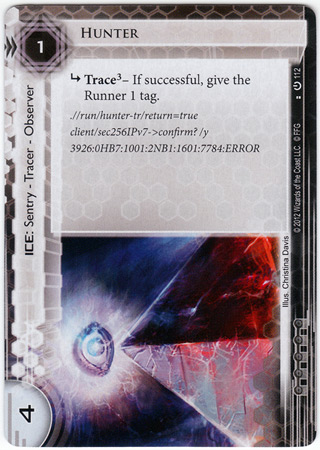 1
HUNTER
↳ Trace³– If successful, give the
Runner 1 tag.
.//run/hunter-tr/return=true
client/sec256IPv7->confirm? /y
3926:0HB7:1001:2NB1:1601:7784:ERROR
ICE: Sentry - Tracer - Observer
112
© 2012 Wizards of the Coast LLC. © FFG
Illus. Christina Davis
4